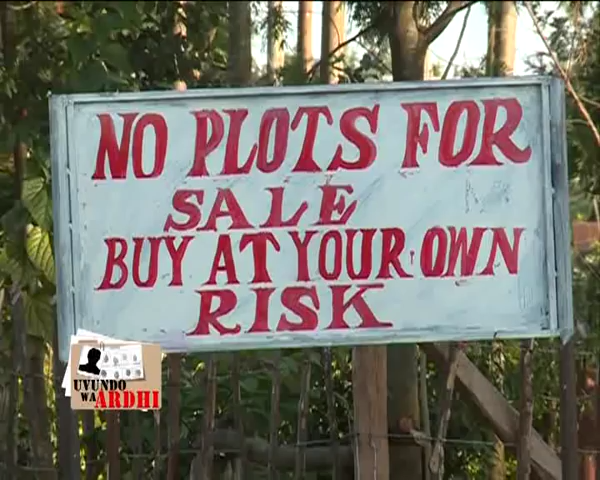 NO PLOTS FOR
SALE
BUY AT YOUR OWN
RISK
UVUNDO
WA ARDHI